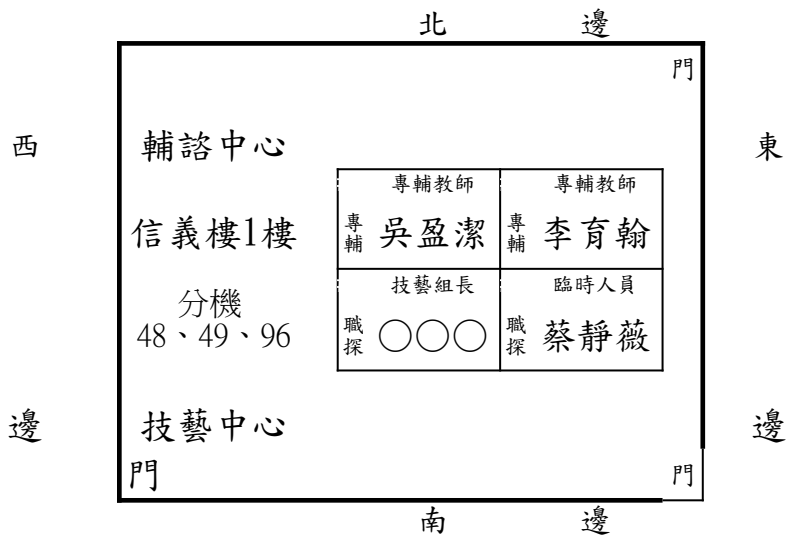 北邊
門
西
東
輔諮中心
專輔教師 專輔教師
信義樓1樓
專輔 吳盈潔 專輔 李育翰
技藝組長 臨時人員
分機
48、49、96
職探 ○○○ 職探 蔡靜薇
邊
技藝中心
邊
門
門
南邊